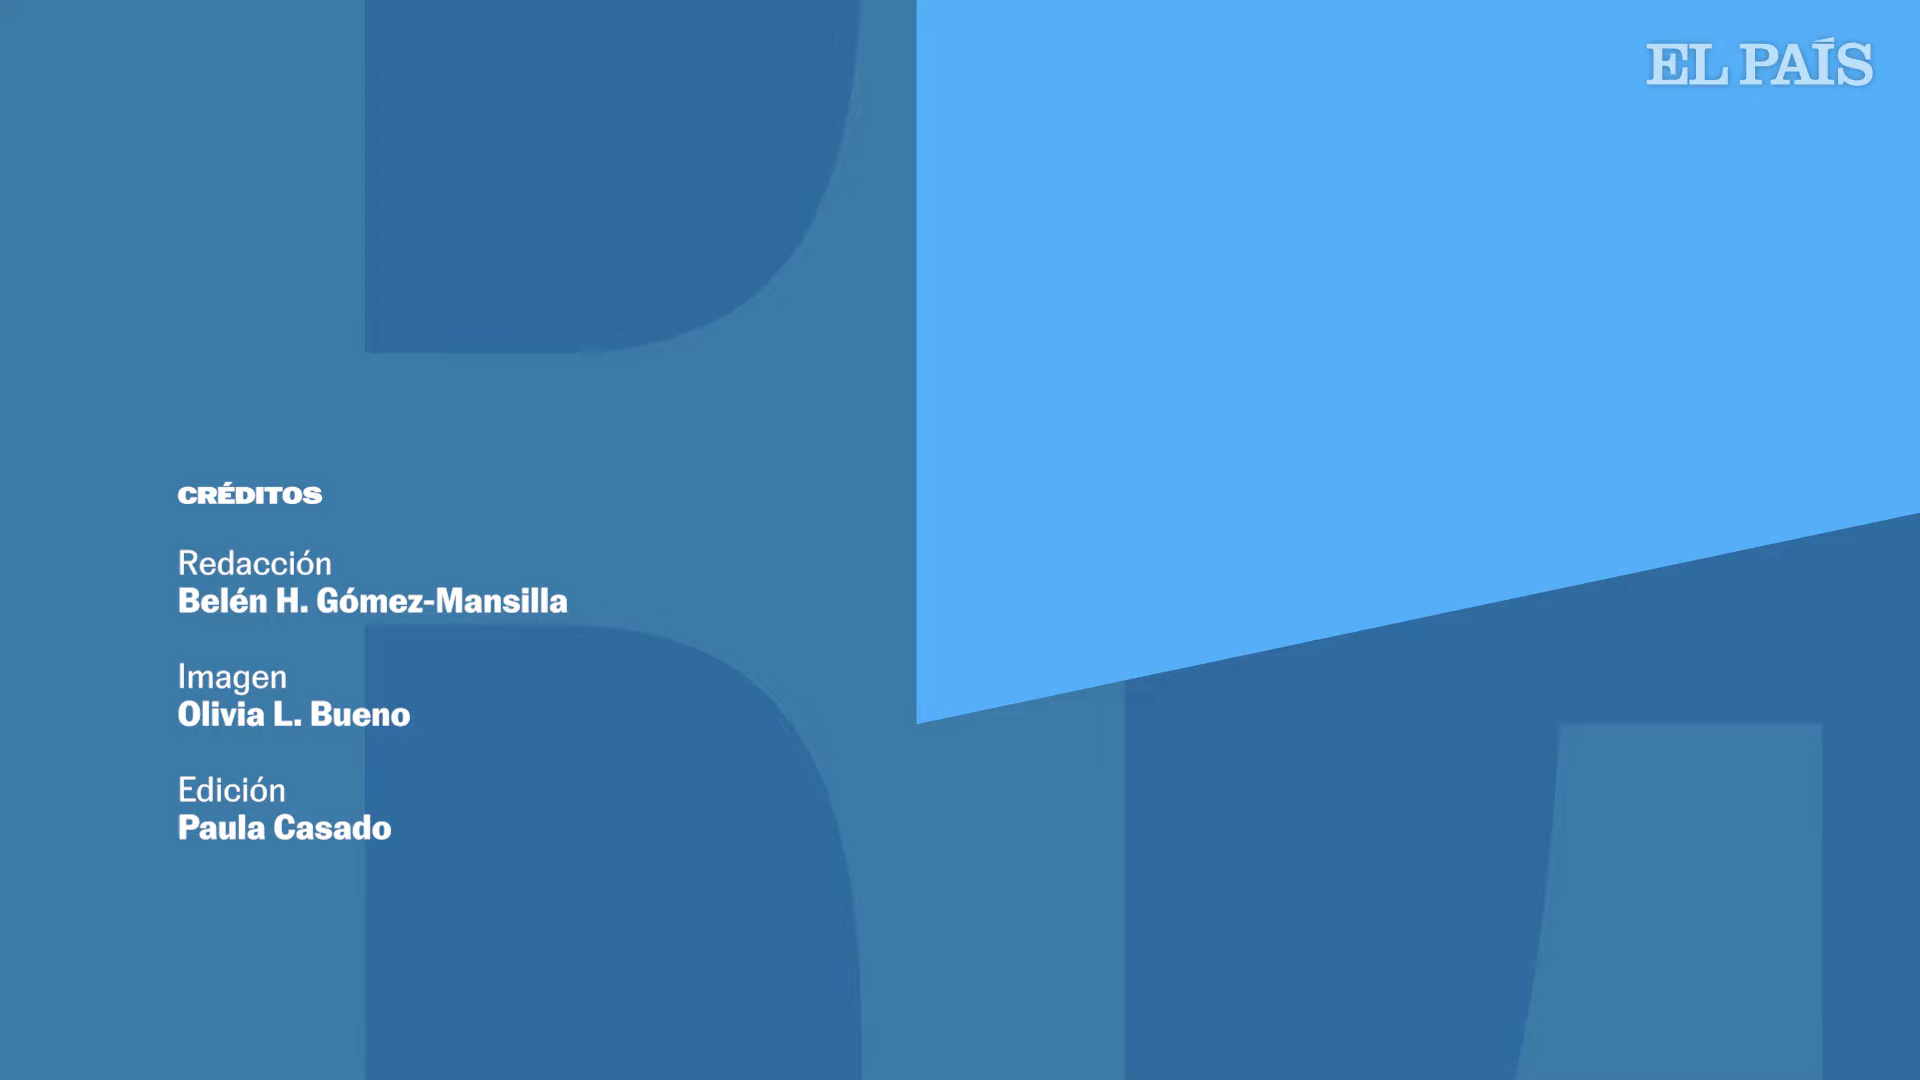 EL PAÍS
CRÉDITOS
Redacción
Belén H. Gómez-Mansilla
Imagen
Olivia L. Bueno
Edición
Paula Casado